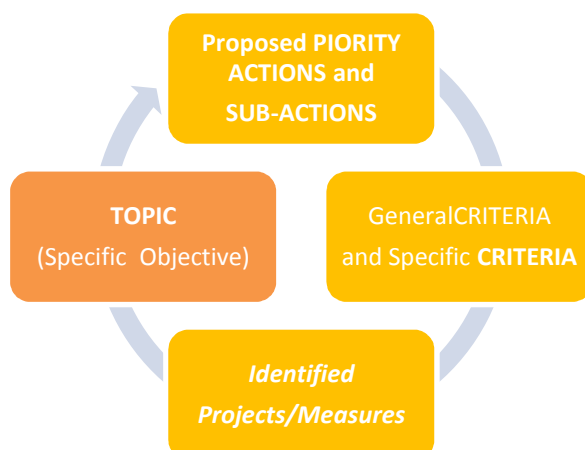 Proposed PIORITY
ACTIONS and
SUB-ACTIONS
TOPIC
(Specific Objective)
GeneralCRITERIA
and Specific CRITERIA
Identified
Projects/Measures